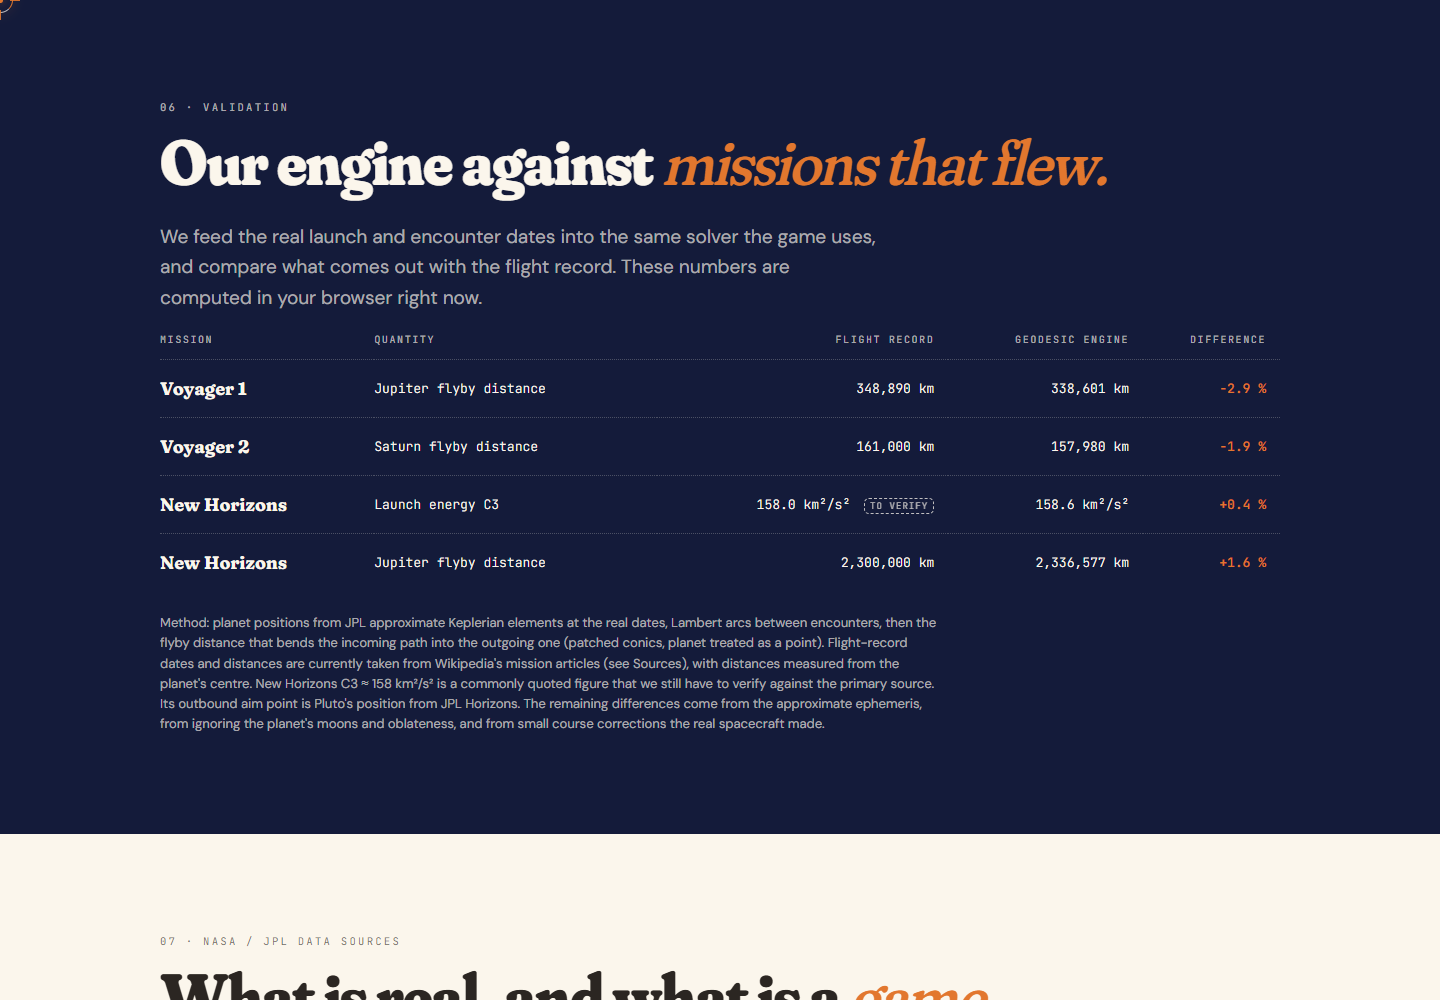 06 · VALIDATION
Our engine against missions that flew.
We feed the real launch and encounter dates into the same solver the game uses,
and compare what comes out with the flight record. These numbers are
computed in your browser right now.
MISSION QUANTITY FLIGHT RECORD GEODESIC ENGINE DIFFERENCE
Voyager 1 Jupiter flyby distance 348,890 km 338,601 km -2.9 %
Voyager 2 Saturn flyby distance 161,000 km 157,980 km -1.9 %
New Horizons Launch energy C3 158.0 km²/s² TO VERIFY 158.6 km²/s² +0.4 %
New Horizons Jupiter flyby distance 2,300,000 km 2,336,577 km +1.6 %
Method: planet positions from JPL approximate Keplerian elements at the real dates, Lambert arcs between encounters, then the
flyby distance that bends the incoming path into the outgoing one (patched conics, planet treated as a point). Flight-record
dates and distances are currently taken from Wikipedia's mission articles (see Sources), with distances measured from the
planet's centre. New Horizons C3 ≈ 158 km²/s² is a commonly quoted figure that we still have to verify against the primary source.
Its outbound aim point is Pluto's position from JPL Horizons. The remaining differences come from the approximate ephemeris,
from ignoring the planet's moons and oblateness, and from small course corrections the real spacecraft made.
07 · NASA / JPL DATA SOURCES
What is real, and what is a game